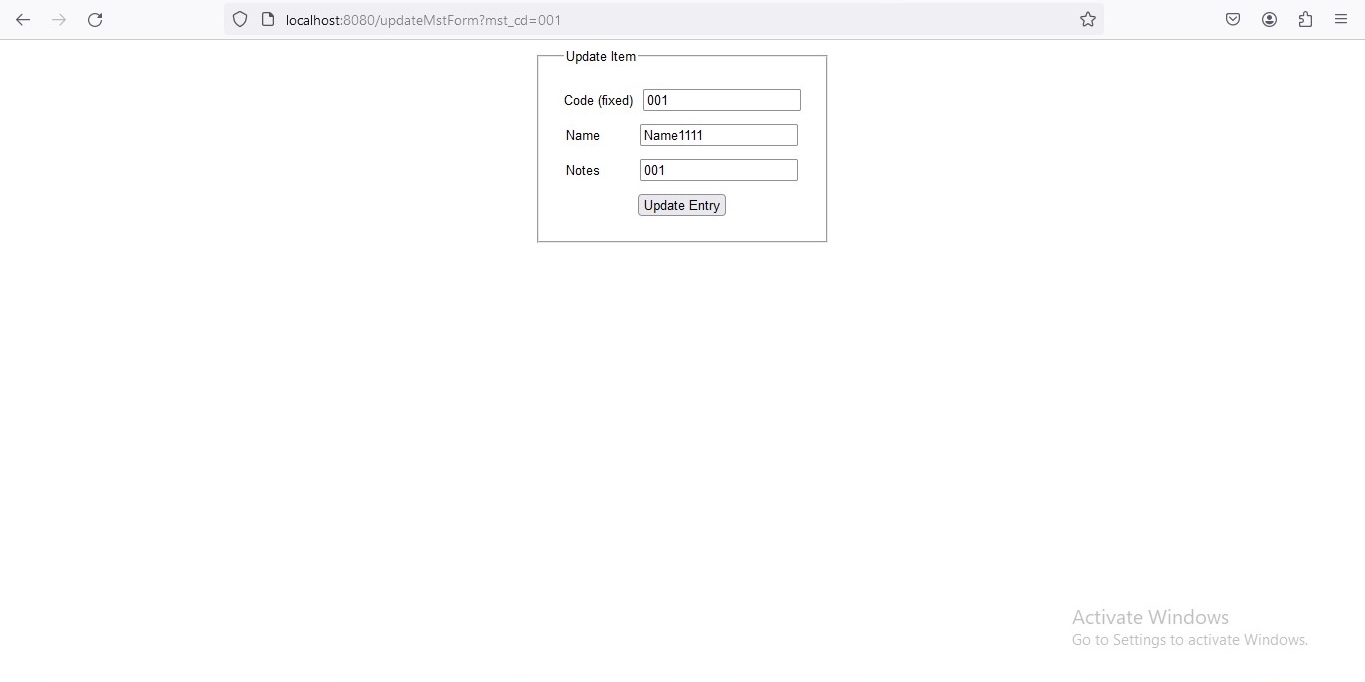 localhost:8080/updateMstForm?mst_cd=001
Update Item
Code (fixed) 001
Name Name1111
Notes 001
Update Entry
Activate Windows
Go to Settings to activate Windows.